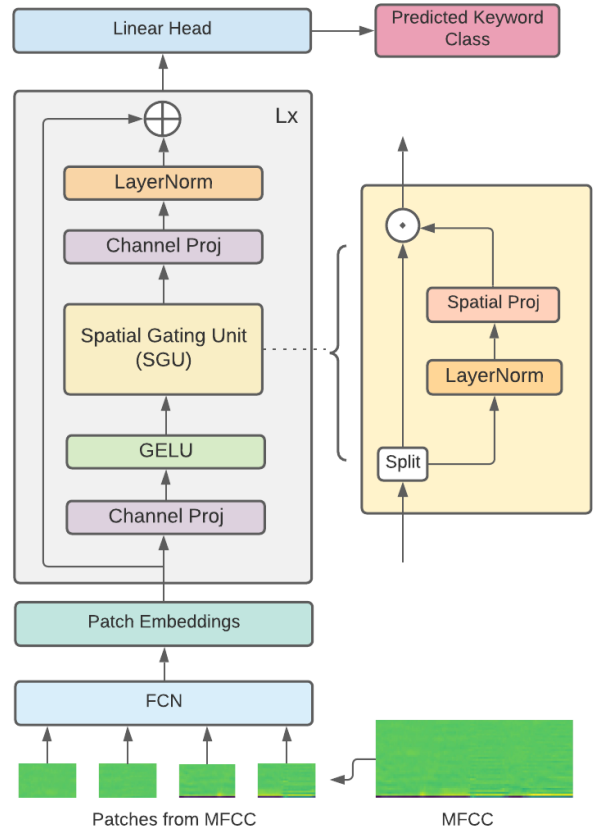 Linear Head
Predicted Keyword
Class
Lx
LayerNorm
Channel Proj
Spatial Gating Unit
(SGU)
GELU
Channel Proj
Spatial Proj
LayerNorm
Split
Patch Embeddings
FCN
Patches from MFCC
MFCC